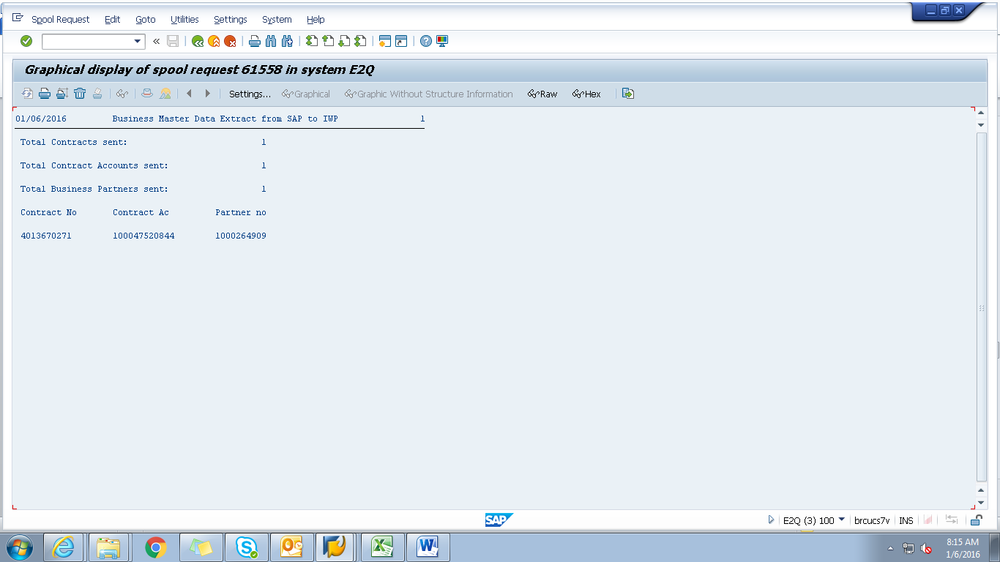 Spool Request Edit Goto Utilities Settings System Help
Graphical display of spool request 61558 in system E2Q
Settings... Graphical Graphic Without Structure Information Raw Hex
01/06/2016 Business Master Data Extract from SAP to IWP 1
Total Contracts sent: 1
Total Contract Accounts sent: 1
Total Business Partners sent: 1
Contract No Contract Ac Partner no
4013670271 100047520844 1000264909
SAP
E2Q (3) 100 brcucs7v INS
8:15 AM
1/6/2016